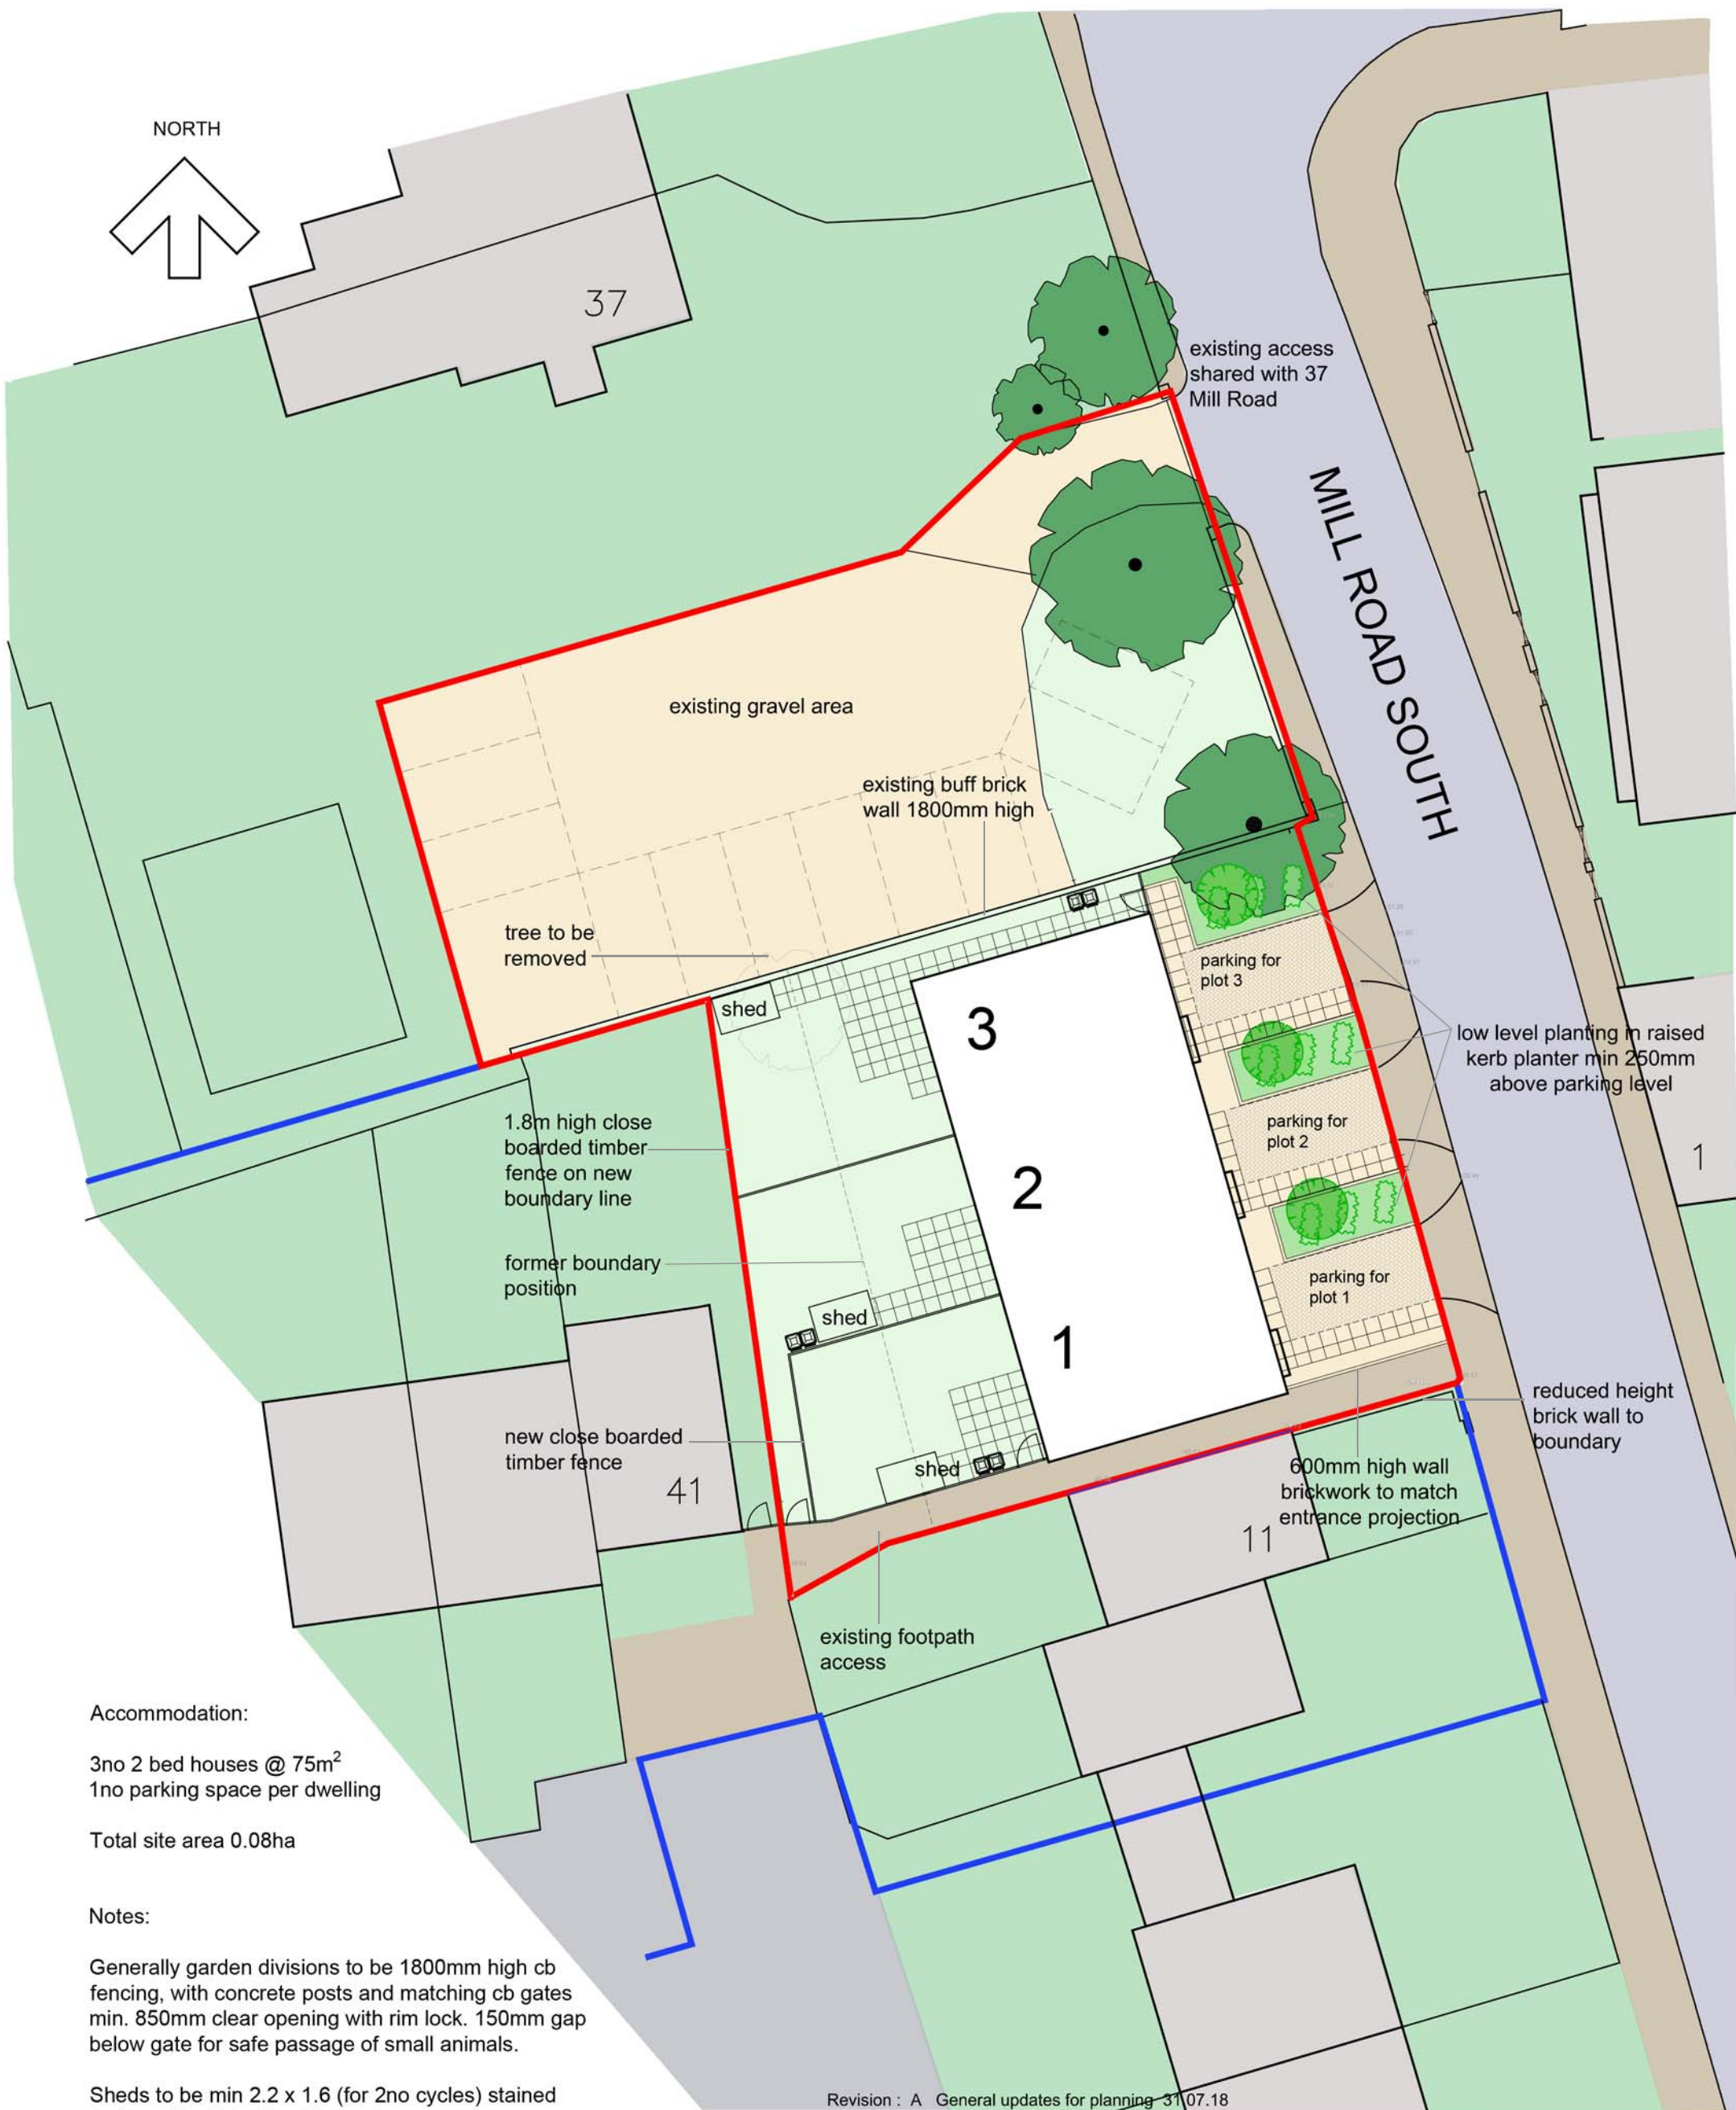 NORTH
37
existing access
shared with 37
Mill Road
MILL ROAD SOUTH
existing gravel area
existing buff brick
wall 1800mm high
tree to be
removed
shed
3
parking for
plot 3
low level planting in raised
kerb planter min 250mm
above parking level
1.8m high close
boarded timber
fence on new
boundary line
2
parking for
plot 2
1
former boundary
position
shed
1
parking for
plot 1
reduced height
brick wall to
boundary
new close boarded
timber fence
41
shed
600mm high wall
brickwork to match
entrance projection
11
existing footpath
access
Accommodation:
3no 2 bed houses @ 75m²
1no parking space per dwelling
Total site area 0.08ha
Notes:
Generally garden divisions to be 1800mm high cb
fencing, with concrete posts and matching cb gates
min. 850mm clear opening with rim lock. 150mm gap
below gate for safe passage of small animals.
Sheds to be min 2.2 x 1.6 (for 2no cycles) stained
Revision : A General updates for planning 31.07.18